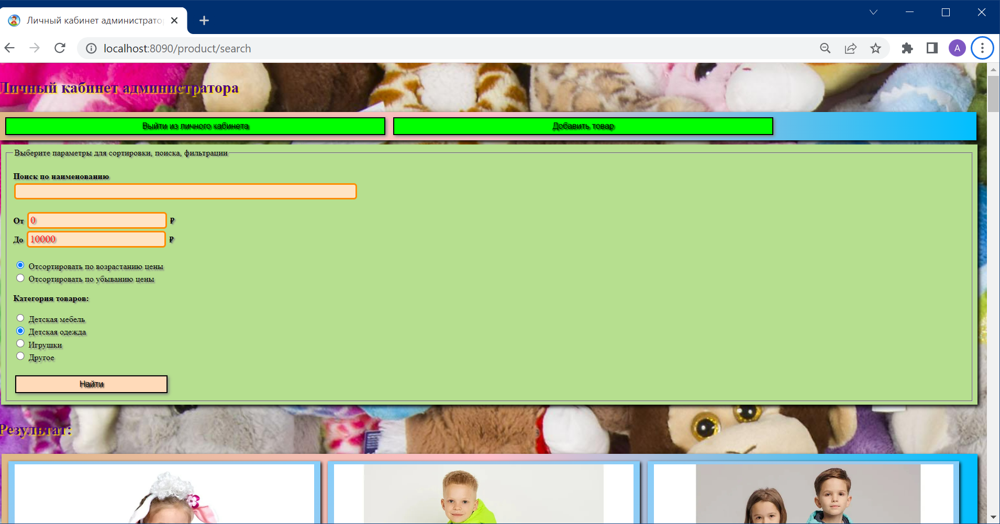 Личный кабинет администрато
localhost:8090/product/search
A
Личный кабинет администратора
Выйти из личного кабинета
Добавить товар
Выберите параметры для сортировки, поиска, фильтрации
Поиск по наименованию
От 0 ₽
До 10000 ₽
Отсортировать по возрастанию цены
Отсортировать по убыванию цены
Категория товаров:
Детская мебель
Детская одежда
Игрушки
Другое
Найти
Результат: